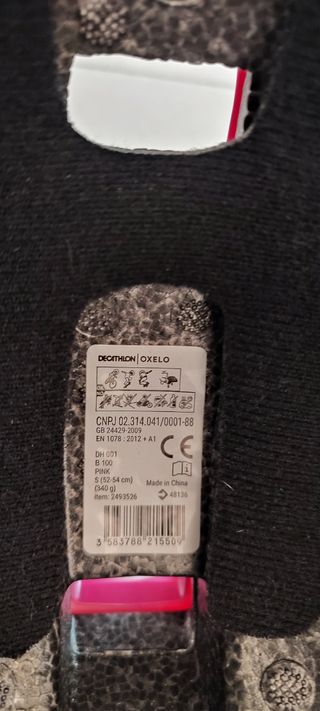 DECATHLON | OXELO
CNPJ 02.314.041/0001-88
GB 24429-2009
EN 1078 : 2012 + A1
CE
DH 001
B 100
PINK
S (52-54 cm)
(340 g)
Item: 2493526
Made in China
48136
3 583788 215509